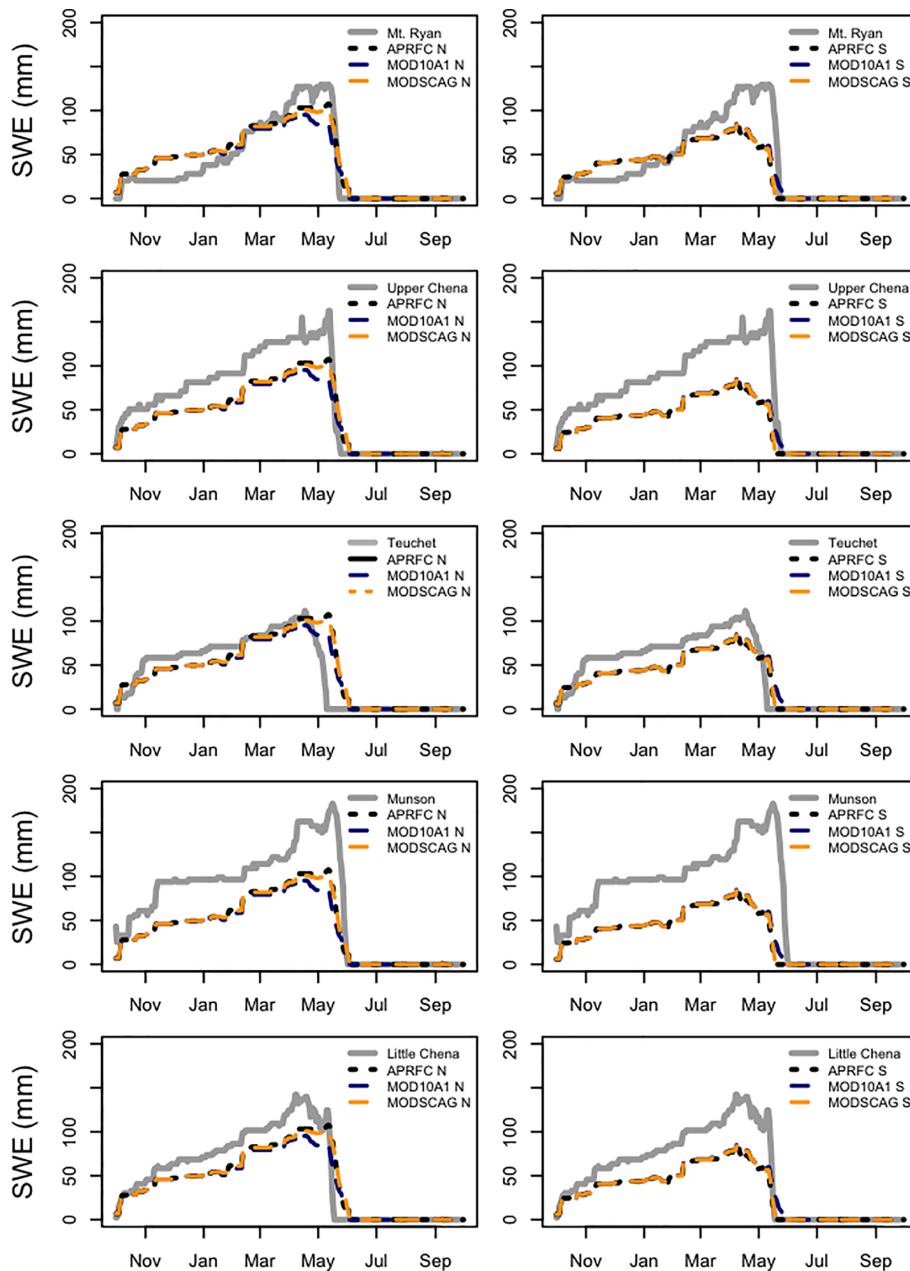 SWE (mm)
200
100
50
0
Mt. Ryan
APRFC N
MOD10A1 N
MODSCAG N
Nov Jan Mar May Jul Sep
200
100
50
0
Mt. Ryan
APRFC S
MOD10A1 S
MODSCAG S
Nov Jan Mar May Jul Sep
SWE (mm)
200
100
50
0
Upper Chena
APRFC N
MOD10A1 N
MODSCAG N
Nov Jan Mar May Jul Sep
200
100
50
0
Upper Chena
APRFC S
MOD10A1 S
MODSCAG S
Nov Jan Mar May Jul Sep
SWE (mm)
200
100
50
0
Teuchet
APRFC N
MOD10A1 N
MODSCAG N
Nov Jan Mar May Jul Sep
200
100
50
0
Teuchet
APRFC S
MOD10A1 S
MODSCAG S
Nov Jan Mar May Jul Sep
SWE (mm)
200
100
50
0
Munson
APRFC N
MOD10A1 N
MODSCAG N
Nov Jan Mar May Jul Sep
200
100
50
0
Munson
APRFC S
MOD10A1 S
MODSCAG S
Nov Jan Mar May Jul Sep
SWE (mm)
200
100
50
0
Little Chena
APRFC N
MOD10A1 N
MODSCAG N
Nov Jan Mar May Jul Sep
200
100
50
0
Little Chena
APRFC S
MOD10A1 S
MODSCAG S
Nov Jan Mar May Jul Sep